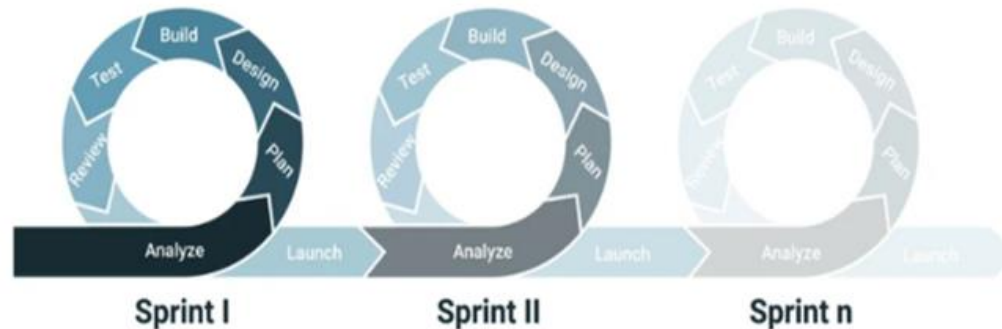 Build
Test
Design
Review
Plan
Analyze
Launch
Sprint I
Build
Test
Design
Review
Plan
Analyze
Launch
Sprint II
Build
Test
Design
Review
Plan
Analyze
Launch
Sprint n